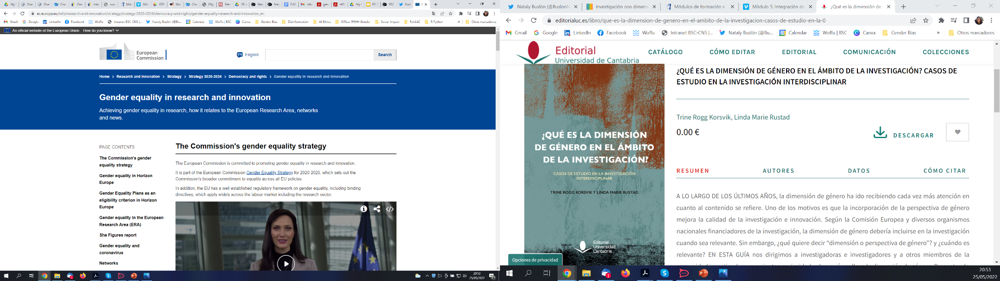 ec.europa.eu/info/research-and-innovation/strategy/strategy-2020-2024/democracy-and-rights/gender-equality-research-and-innovation_en
Gmail Google LinkedIn Facebook Woffu Intranet BSC-CNS |... Nataly Buslón (@Bu... Calendar Woffu | BSC Canva Gender Bias Disinformation AI Ethics Officer RRHH Gender Social Impact FairLAC R Python Otros marcadores
An official website of the European Union How do you know?
European
Commission
EN English
Search
Home Research and innovation Strategy Strategy 2020-2024 Democracy and rights Gender equality in research and innovation
Gender equality in research and innovation
Achieving gender equality in research, how it relates to the European Research Area, networks
and news.
PAGE CONTENTS
The Commission's gender
equality strategy
Gender equality in Horizon
Europe
Gender Equality Plans as an
eligibility criterion in Horizon
Europe
Gender equality in the European
Research Area (ERA)
She Figures report
Gender equality and
coronavirus
Networks
The Commission's gender equality strategy
The European Commission is committed to promoting gender equality in research and innovation.
It is part of the European Commission Gender Equality Strategy for 2020-2025, which sets out the
Commission's broader commitment to equality across all EU policies.
In addition, the EU has a well-established regulatory framework on gender equality, including binding
directives, which apply widely across the labour market including the research sector.
20:53
25/05/2022
Nataly Buslón (@BuslonN Investigación con dimens Módulos de formación e Módulo 5: Integración de ¿Qué es la dimensión de
editorialuc.es/libro/que-es-la-dimension-de-genero-en-el-ambito-de-la-investigacion-casos-de-estudio-en-la-0
Gmail Google LinkedIn Facebook Woffu Intranet BSC-CNS |... Nataly Buslón (@Bu... Calendar Woffu | BSC Canva Gender Bias » Otros marcadores
Editorial
Universidad de Cantabria
CATÁLOGO CÓMO EDITAR EDITORIAL COMUNICACIÓN COLECCIONES
¿QUÉ ES LA DIMENSIÓN
DE GÉNERO EN EL ÁMBITO
DE LA INVESTIGACIÓN?
CASOS DE ESTUDIO EN LA INVESTIGACIÓN
INTERDISCIPLINAR
TRINE ROGG KORSVIK Y LINDA MARIE RUSTAD
Editorial
Universidad
Cantabria
Opciones de privacidad
¿QUÉ ES LA DIMENSIÓN DE GÉNERO EN EL ÁMBITO DE LA INVESTIGACIÓN? CASOS DE
ESTUDIO EN LA INVESTIGACIÓN INTERDISCIPLINAR
Trine Rogg Korsvik, Linda Marie Rustad
0.00 €
DESCARGAR
RESUMEN AUTORES DATOS CÓMO CITAR
A LO LARGO DE LOS ÚLTIMOS AÑOS, la dimensión de género ha ido recibiendo cada vez más atención en
cuanto al contenido se refiere. Uno de los motivos es que la incorporación de la perspectiva de género
mejora la calidad de la investigación e innovación. Según la Comisión Europea y diversos organismos
nacionales financiadores de la investigación, la dimensión de género debería incluirse en la investigación
cuando sea relevante. Sin embargo, ¿qué quiere decir “dimensión o perspectiva de género”? y ¿cuándo es
relevante? EN ESTA GUÍA nos dirigimos a investigadoras e investigadores y a otros miembros de la
20:53
25/05/2022